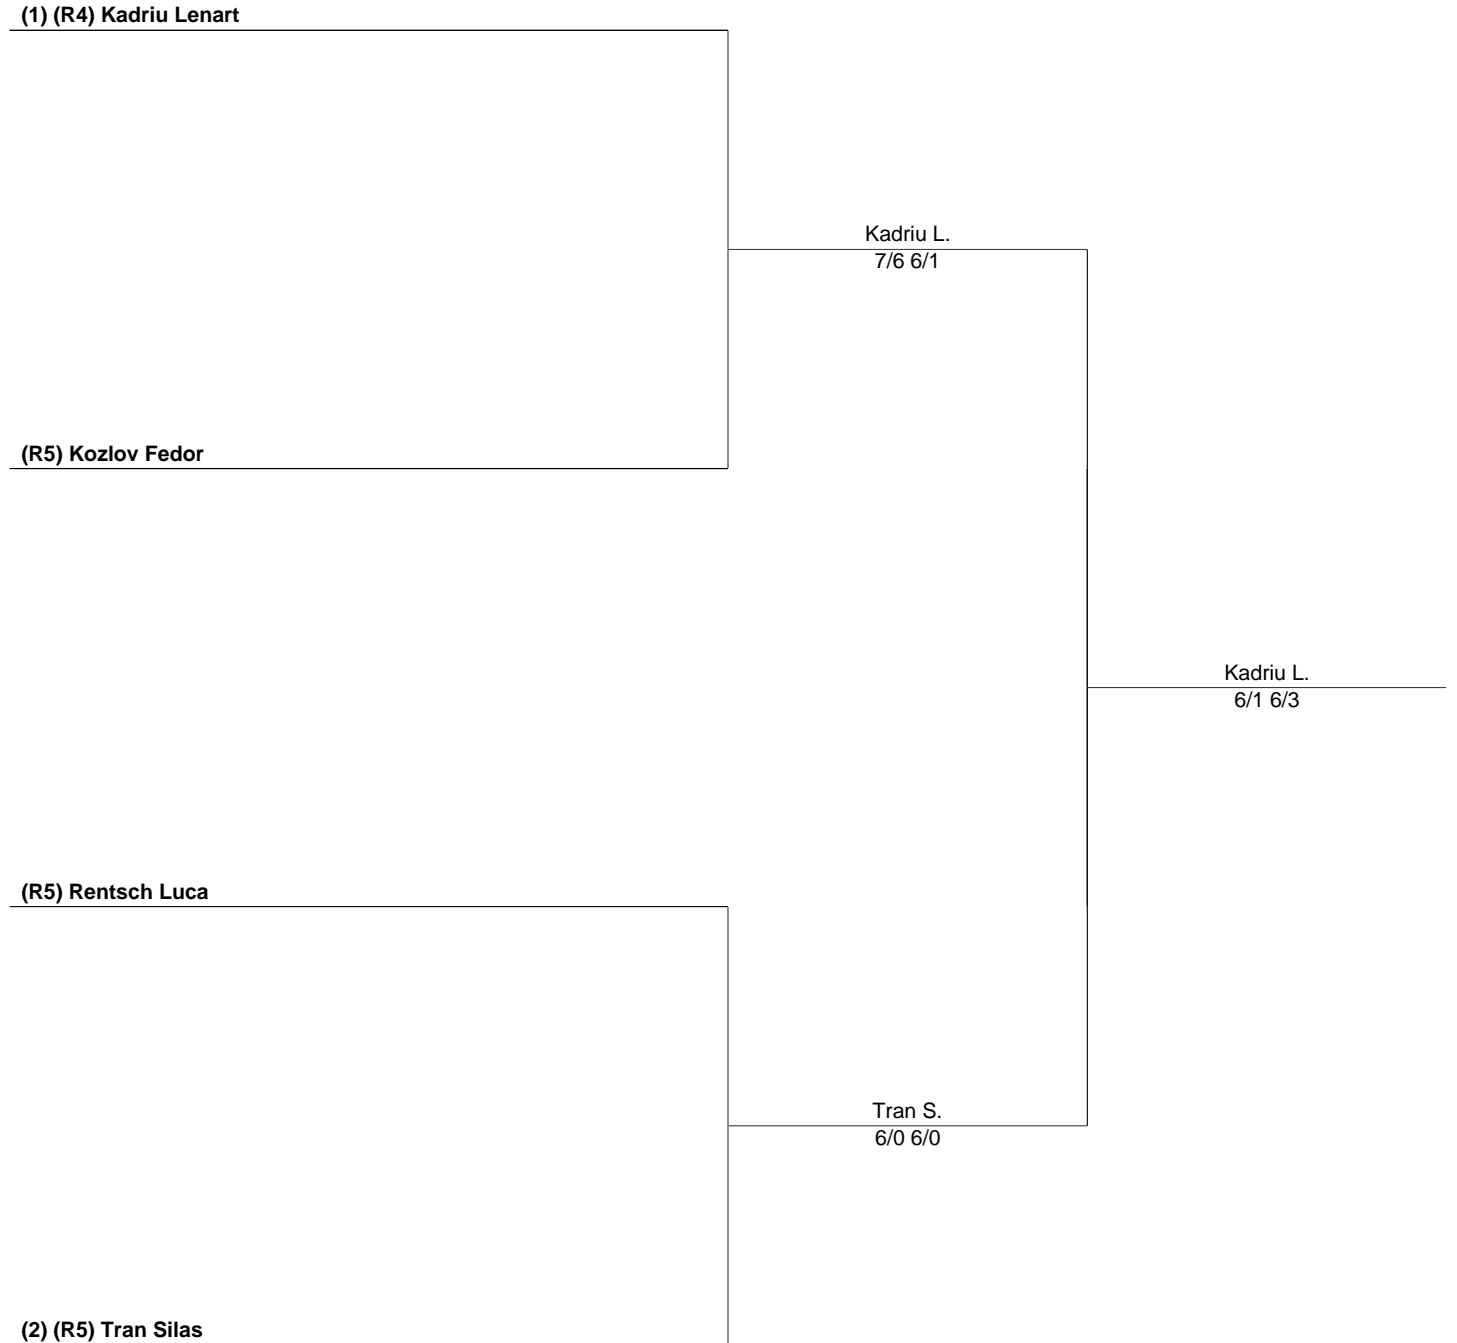 (1) (R4) Kadriu Lenart
Kadriu L.
7/6 6/1
(R5) Kozlov Fedor
Kadriu L.
6/1 6/3
(R5) Rentsch Luca
Tran S.
6/0 6/0
(2) (R5) Tran Silas